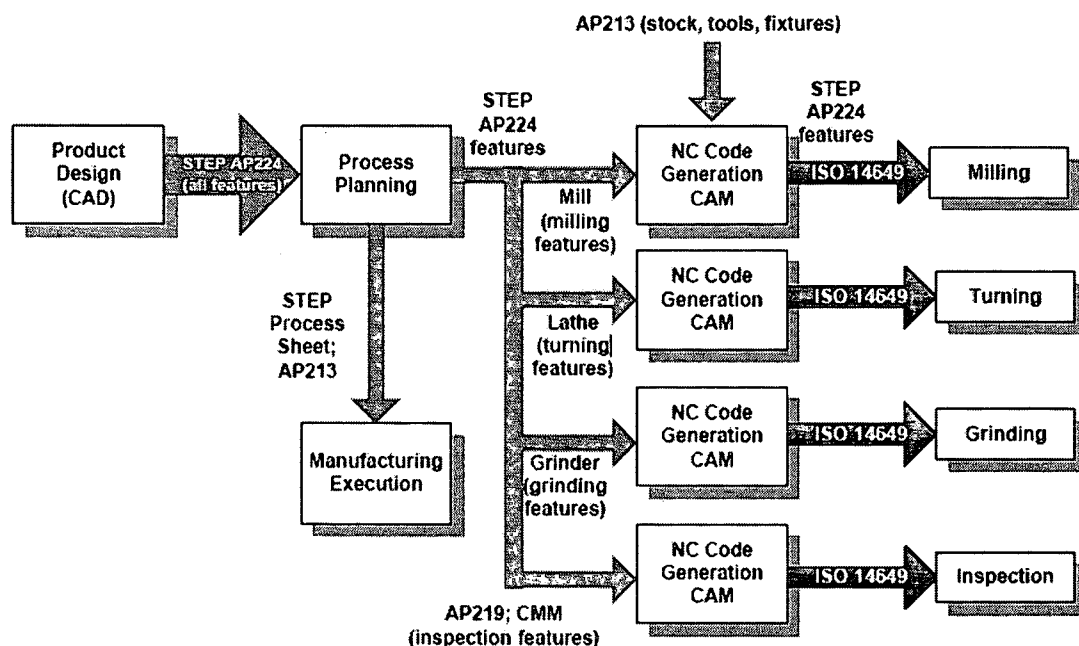 AP213 (stock, tools, fixtures)
Product
Design
(CAD)
STEP AP224
(all features)
Process
Planning
STEP
AP224
features
NC Code
Generation
CAM
STEP
AP224
features
ISO 14649
Milling
Mill
(milling
features)
NC Code
Generation
CAM
ISO 14649
Turning
Lathe
(turning
features)
STEP
Process
Sheet;
AP213
Manufacturing
Execution
NC Code
Generation
CAM
ISO 14649
Grinding
Grinder
(grinding
features)
NC Code
Generation
CAM
ISO 14649
Inspection
AP219; CMM
(inspection features)